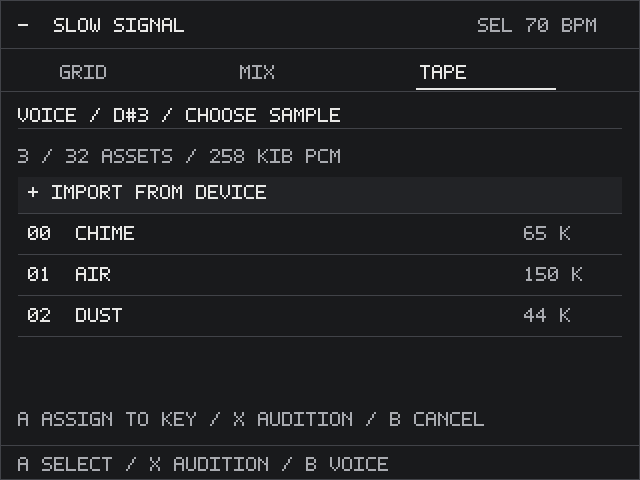 — SLOW SIGNAL SEL 70 BPM
GRID MIX TAPE
VOICE / D#3 / CHOOSE SAMPLE
3 / 32 ASSETS / 258 KIB PCM
+ IMPORT FROM DEVICE
00 CHIME 65 K
01 AIR 150 K
02 DUST 44 K
A ASSIGN TO KEY / X AUDITION / B CANCEL
A SELECT / X AUDITION / B VOICE